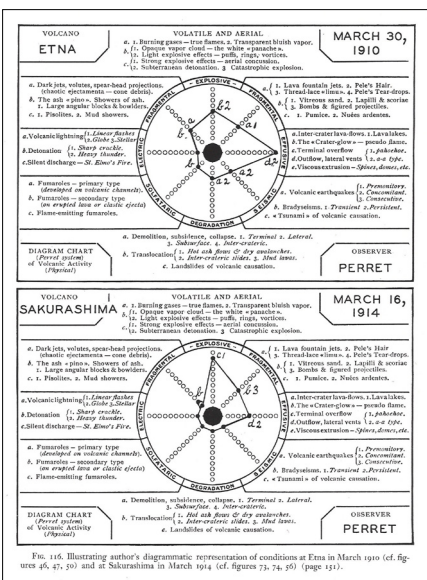 VOLCANO
ETNA
MARCH 30,
1910
VOLATILE AND AERIAL
a. 1. Burning gases — true flames. 2. Transparent bluish vapor.
b. { 1. Opaque vapor cloud — the white «panache».
2. Light explosive effects — puffs, rings, vortices.
c. { 1. Strong explosive effects — aerial concussion.
2. Subterranean detonation. 3 Catastrophic explosion.
a. Dark jets, volutes, spear-head projections.
(chaotic ejectamenta — cone debris).
b. The ash «pino». Showers of ash.
1. Large angular blocks & bowlders.
c. 1. Pisolites. 2. Mud showers.
a. { 1. Lava fountain jets. 2. Pele's Hair.
3. Thread-lace «limu». 4. Pele's Tear-drops.
b. { 1. Vitreous sand. 2. Lapilli & scoriae
3. Bombs & figured projectiles.
c. 1. Pumice. 2. Nuées ardentes.
a. Volcanic lightning { 1. Linear flashes
2. Globe 3. Stellar
b. Detonation { 1. Sharp crackle.
2. Heavy thunder.
c. Silent discharge — St. Elmo's Fire.
a. Inter-crater lava-flows. 1. Lava lakes.
b. The «Crater-glow» — pseudo flame.
c. Terminal overflow { 1. pahoehoe.
d. Outflow, lateral vents { 2. a-a type.
e. Viscous extrusion — Spines, domes, etc.
a. Fumaroles — primary type
(developed on volcanic channels).
b. Fumaroles — secondary type
(on erupted lava or clastic ejecta)
c. Flame-emitting fumaroles.
a. Volcanic earthquakes { 1. Premonitory.
2. Concomitant.
3. Consecutive.
b. Bradyseisms. 1. Transient 2. Persistent.
c. «Tsunami» of volcanic causation.
EXPLOSIVE
FRAGMENTAL
FRAGMENTAL
ELECTRIC
EFFUSIVE
SOLFATARIC
SEISMIC
DEGRADATION
b2
a1
b
a
d2
a2
a2
a. Demolition, subsidence, collapse. 1. Terminal 2. Lateral.
3. Subsurface. 4. Inter-crateric.
b. Translocation { 1. Hot ash flows & dry avalanches.
2. Inter-crateric slides. 3. Mud lavas.
c. Landslides of volcanic causation.
DIAGRAM CHART
(Perret system)
of Volcanic Activity
(Physical)
OBSERVER
PERRET
VOLCANO
SAKURASHIMA
MARCH 16,
1914
VOLATILE AND AERIAL
a. 1. Burning gases — true flames. 2. Transparent bluish vapor.
b. { 1. Opaque vapor cloud — the white «panache».
2. Light explosive effects — puffs, rings, vortices.
c. { 1. Strong explosive effects — aerial concussion.
2. Subterranean detonation. 3 Catastrophic explosion.
a. Dark jets, volutes, spear-head projections.
(chaotic ejectamenta — cone debris).
b. The ash «pino». Showers of ash.
1. Large angular blocks & bowlders.
c. 1. Pisolites. 2. Mud showers.
a. { 1. Lava fountain jets. 2. Pele's Hair
3. Thread-lace «limu». 4. Pele's Tear-drops.
b. { 1. Vitreous sand. 2. Lapilli & scoriae
3. Bombs & figured projectiles.
c. 1. Pumice. 2. Nuées ardentes.
a. Volcanic lightning { 1. Linear flashes
2. Globe 3. Stellar
b. Detonation { 1. Sharp crackle.
2. Heavy thunder.
c. Silent discharge — St. Elmo's Fire.
a. Inter-crater lava-flows. 1. Lava lakes.
b. The «Crater-glow» — pseudo flame.
c. Terminal overflow { 1. pahoehoe.
d. Outflow, lateral vents { 2. a-a type.
e. Viscous extrusion — Spines, domes, etc.
a. Fumaroles — primary type
(developed on volcanic channels).
b. Fumaroles — secondary type
(on erupted lava or clastic ejecta)
c. Flame-emitting fumaroles.
a. Volcanic earthquakes { 1. Premonitory.
2. Concomitant.
3. Consecutive.
b. Bradyseisms. 1. Transient 2. Persistent.
c. «Tsunami» of volcanic causation.
EXPLOSIVE
FRAGMENTAL
FRAGMENTAL
ELECTRIC
EFFUSIVE
SOLFATARIC
SEISMIC
DEGRADATION
c1
b3
b
d2
a. Demolition, subsidence, collapse. 1. Terminal 2. Lateral.
3. Subsurface. 4. Inter-crateric.
b. Translocation { 1. Hot ash flows & dry avalanches.
2. Inter-crateric slides. 3. Mud lavas.
c. Landslides of volcanic causation.
DIAGRAM CHART
(Perret system)
of Volcanic Activity
(Physical)
OBSERVER
PERRET
FIG. 116. Illustrating author's diagrammatic representation of conditions at Etna in March 1910 (cf. fig-
ures 46, 47, 50) and at Sakurashima in March 1914 (cf. figures 73, 74, 56) (page 151).